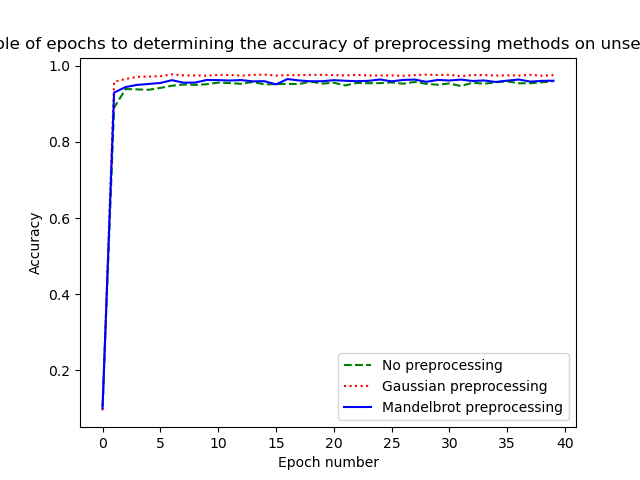 ole of epochs to determining the accuracy of preprocessing methods on unse
1.0
0.8
0.6
0.4
0.2
Accuracy
No preprocessing
Gaussian preprocessing
Mandelbrot preprocessing
0 5 10 15 20 25 30 35 40
Epoch number